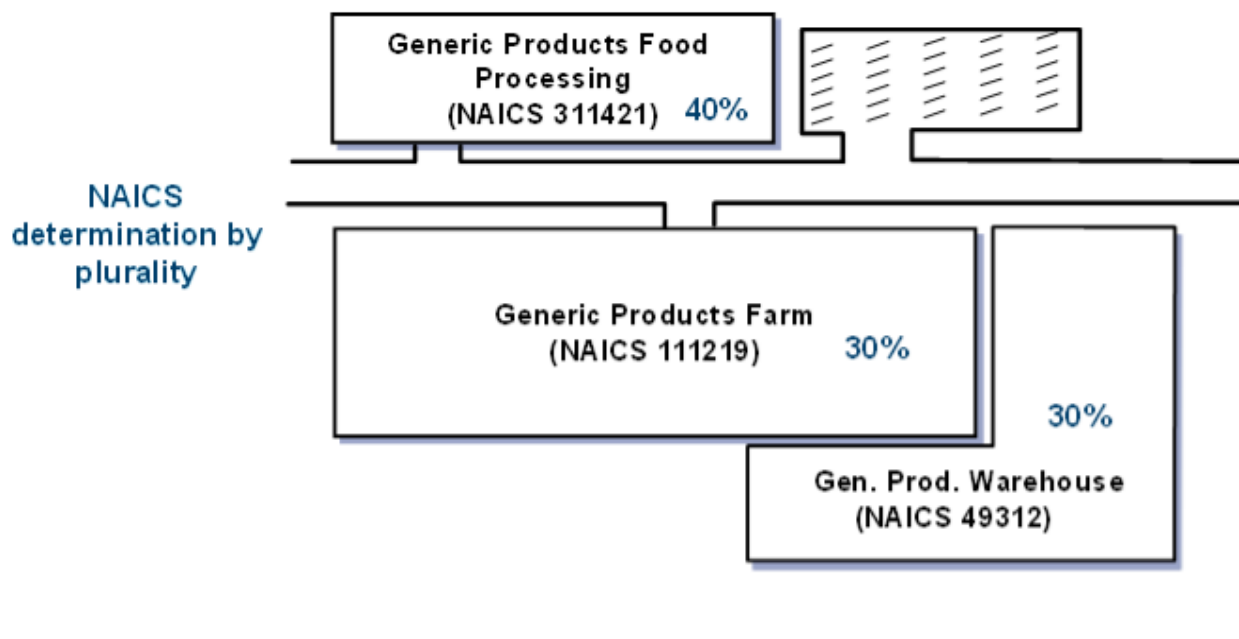 Generic Products Food
Processing
(NAICS 311421) 40%
NAICS
determination by
plurality
Generic Products Farm
(NAICS 111219) 30%
30%
Gen. Prod. Warehouse
(NAICS 49312)